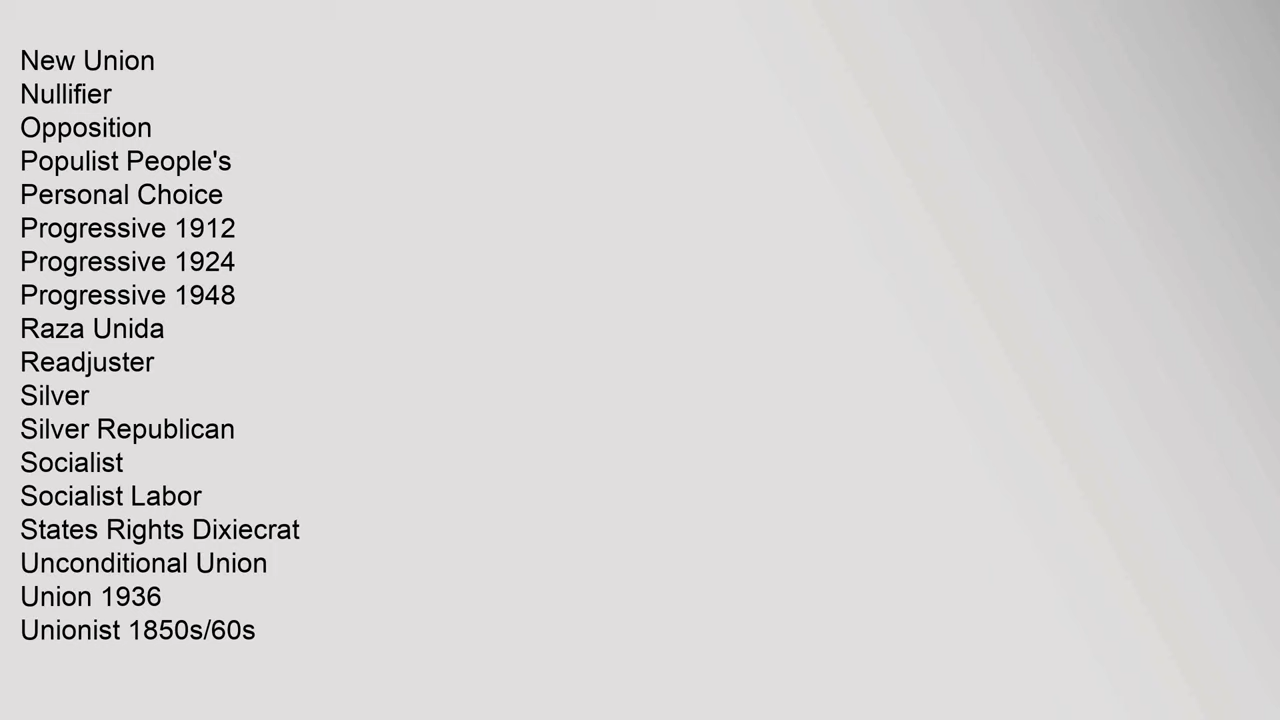 New Union
Nullifier
Opposition
Populist People's
Personal Choice
Progressive 1912
Progressive 1924
Progressive 1948
Raza Unida
Readjuster
Silver
Silver Republican
Socialist
Socialist Labor
States Rights Dixiecrat
Unconditional Union
Union 1936
Unionist 1850s/60s